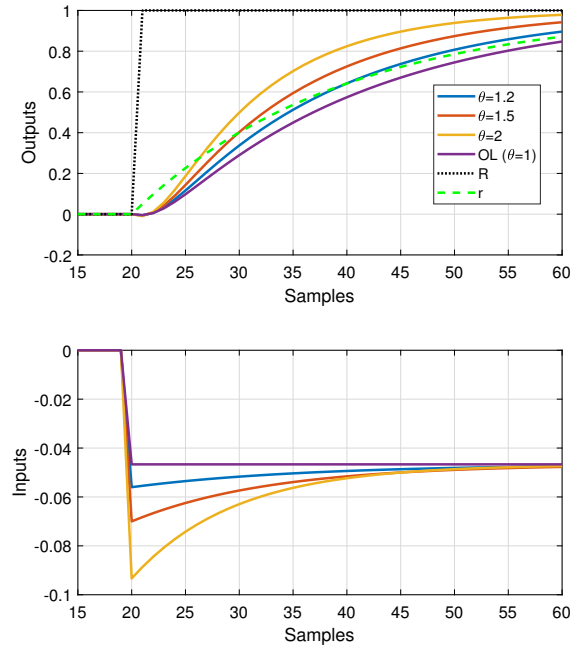 1
0.8
0.6
0.4
0.2
0
-0.2
Outputs
θ=1.2
θ=1.5
θ=2
OL (θ=1)
R
r
15 20 25 30 35 40 45 50 55 60
Samples
0
-0.02
-0.04
-0.06
-0.08
-0.1
Inputs
15 20 25 30 35 40 45 50 55 60
Samples